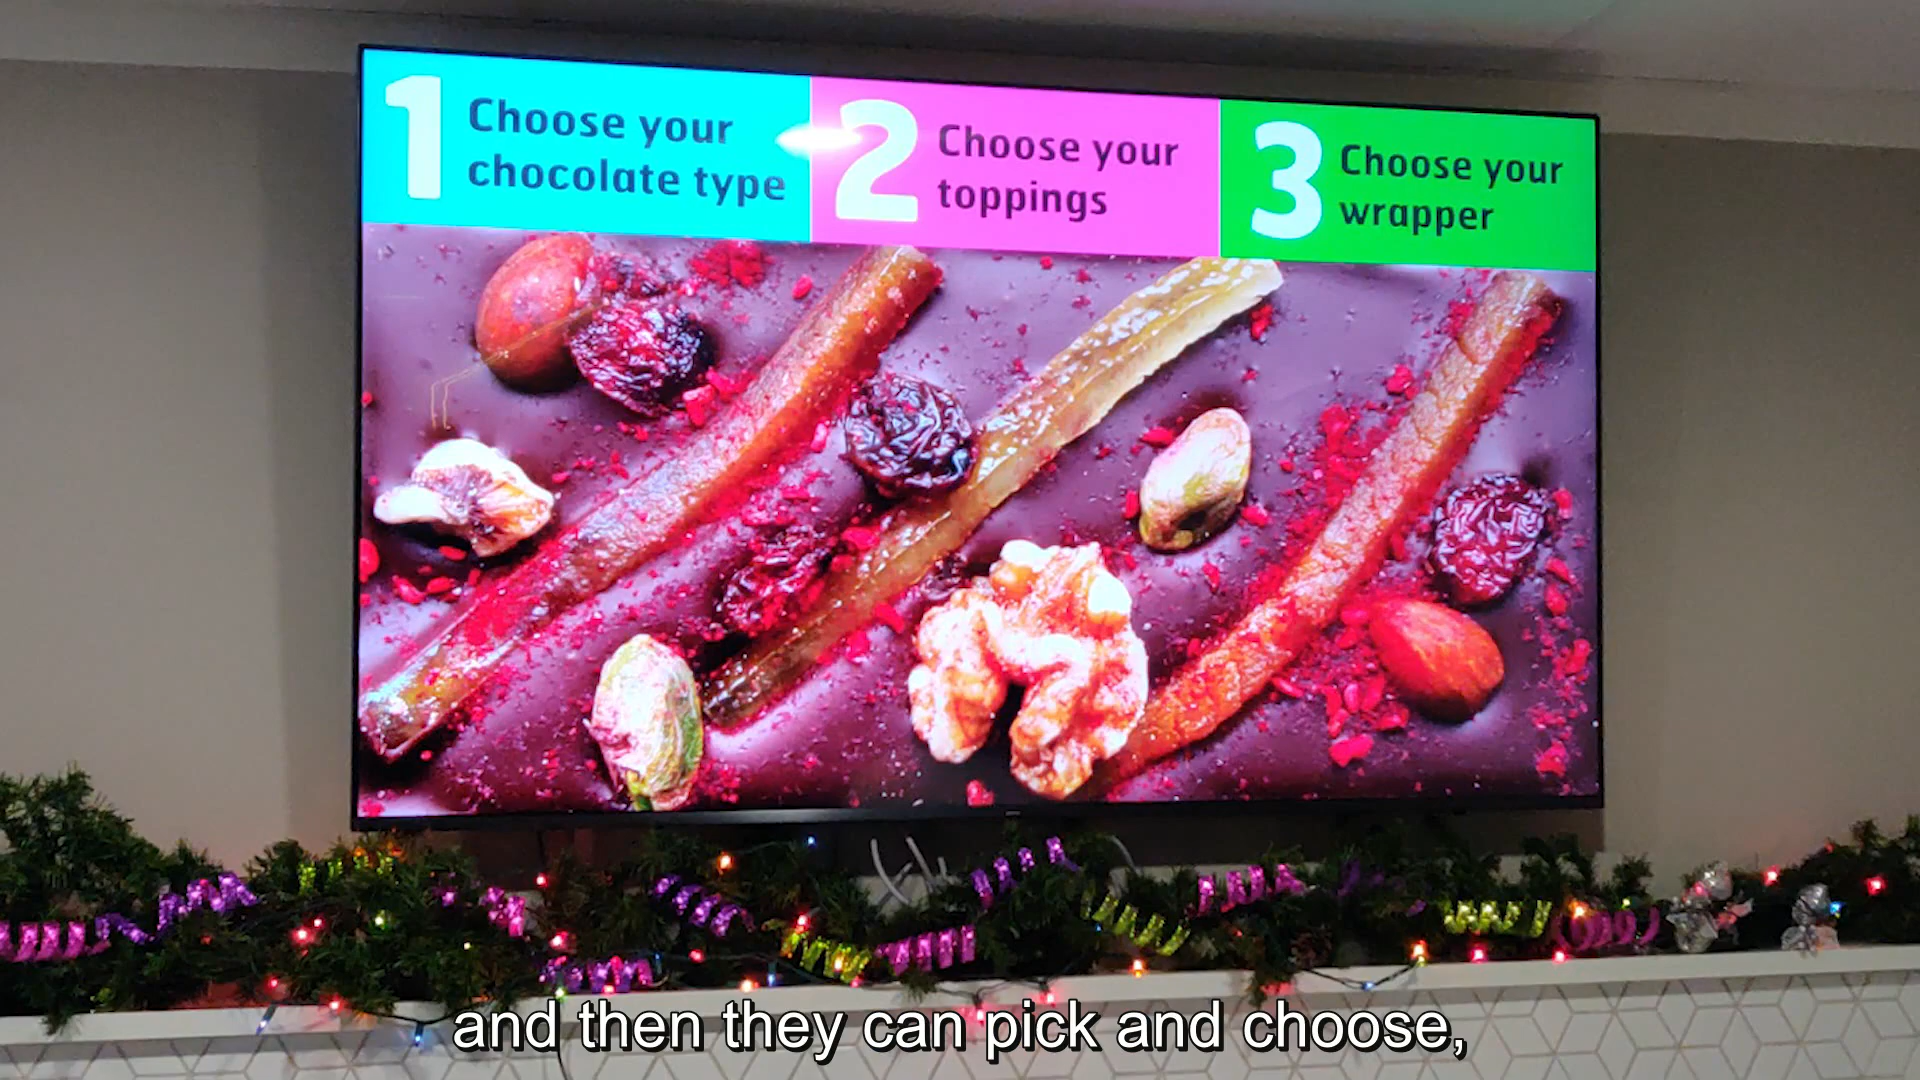 1
Choose your
chocolate type
2
Choose your
toppings
3
Choose your
wrapper
and then they can pick and choose,